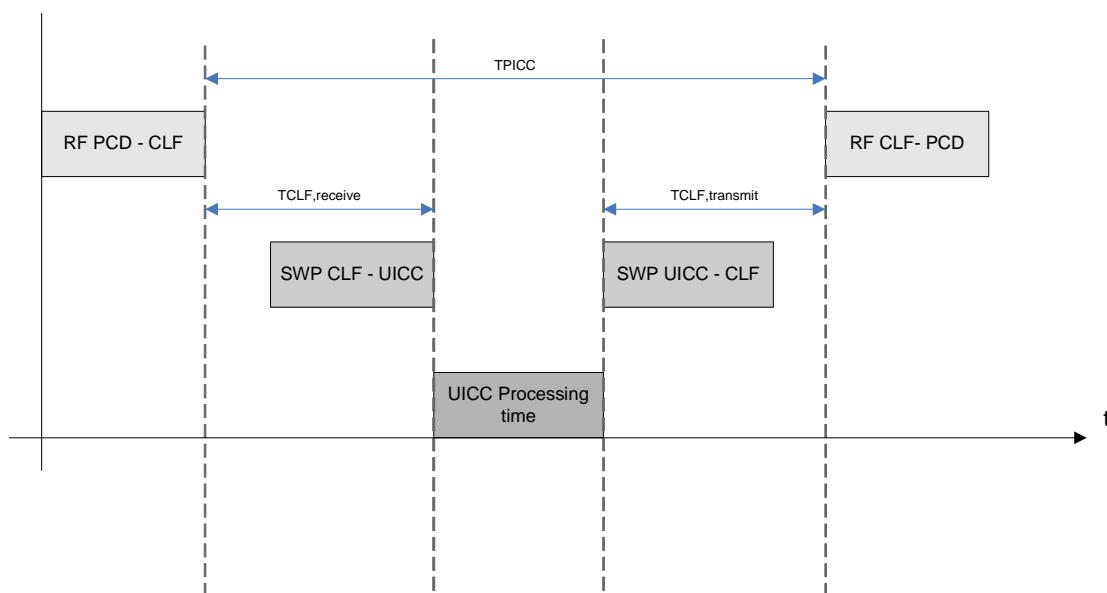 TPICC
RF PCD - CLF
RF CLF- PCD
TCLF,receive
TCLF,transmit
SWP CLF - UICC
SWP UICC - CLF
UICC Processing
time
t